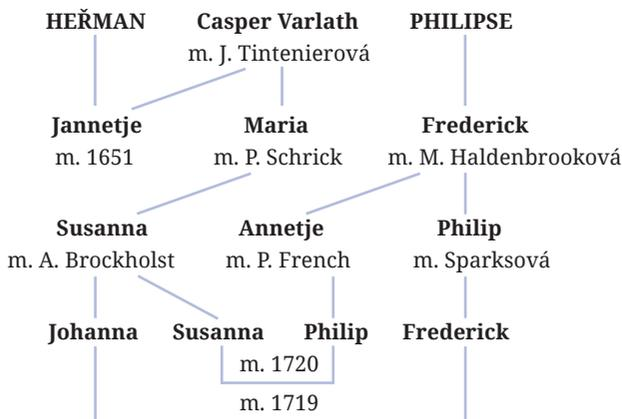 HEŘMAN Casper Varlath PHILIPSE
m. J. Tintenierová
Jannetje Maria Frederick
m. 1651 m. P. Schrick m. M. Haldenbrooková
Susanna Annetje Philip
m. A. Brockholst m. P. French m. Sparksová
Johanna Susanna Philip Frederick
m. 1720
m. 1719